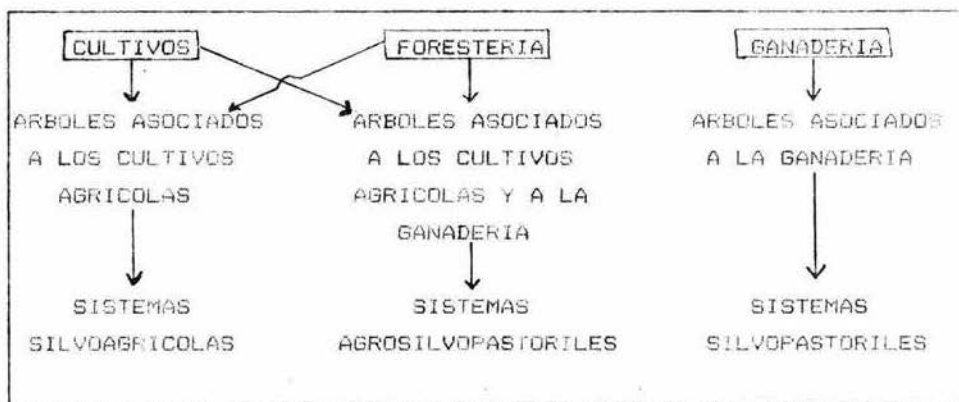 CULTIVOS
FORESTERIA
GANADERIA
ARBOLES ASOCIADOS
A LOS CULTIVOS
AGRICOLAS
ARBOLES ASOCIADOS
A LOS CULTIVOS
AGRICOLAS Y A LA
GANADERIA
ARBOLES ASOCIADOS
A LA GANADERIA
SISTEMAS
SILVOAGRICOLAS
SISTEMAS
AGROSILVOPASTORILES
SISTEMAS
SILVOPASTORILES